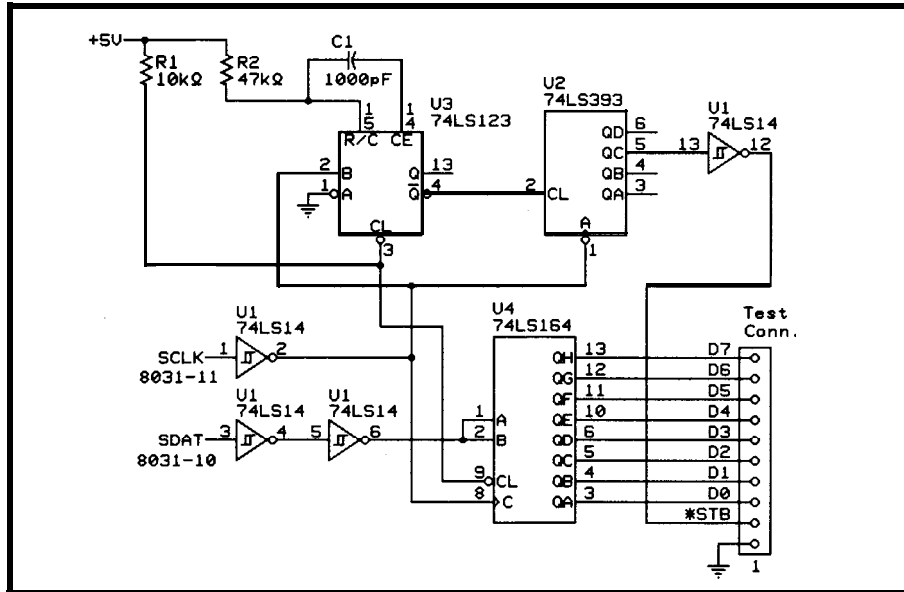 +5V
R1
10kΩ
R2
47kΩ
C1
1000pF
U3
74LS123
1
5
1
4
R/C CE
2 B
1 A
Q 13
Q 4
CL
3
U2
74LS393
QD 6
QC 5
QB 4
QA 3
2 CL
A
1
U1
74LS14
13 12
U1
74LS14
SCLK 1 2
8031-11
U1
74LS14
U1
74LS14
SDAT 3 4 5 6
8031-10
U4
74LS164
1 A
2 B
9 CL
8 C
QH 13
QG 12
QF 11
QE 10
QD 6
QC 5
QB 4
QA 3
Test
Conn.
D7
D6
D5
D4
D3
D2
D1
D0
*STB
1